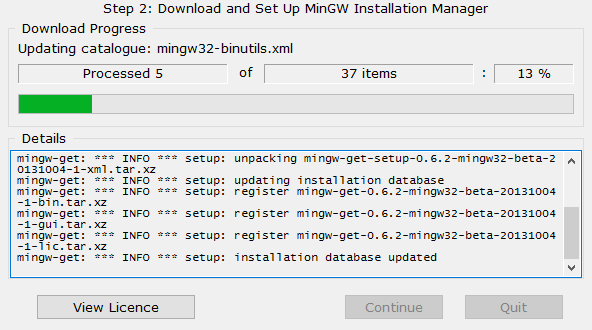 Step 2: Download and Set Up MinGW Installation Manager
Download Progress
Updating catalogue: mingw32-binutils.xml
Processed 5 of 37 items : 13 %
Details
mingw-get: *** INFO *** setup: unpacking mingw-get-setup-0.6.2-mingw32-beta-2
0131004-1-xml.tar.xz
mingw-get: *** INFO *** setup: updating installation database
mingw-get: *** INFO *** setup: register mingw-get-0.6.2-mingw32-beta-20131004
-1-bin.tar.xz
mingw-get: *** INFO *** setup: register mingw-get-0.6.2-mingw32-beta-20131004
-1-gui.tar.xz
mingw-get: *** INFO *** setup: register mingw-get-0.6.2-mingw32-beta-20131004
-1-lic.tar.xz
mingw-get: *** INFO *** setup: installation database updated
View Licence Continue Quit